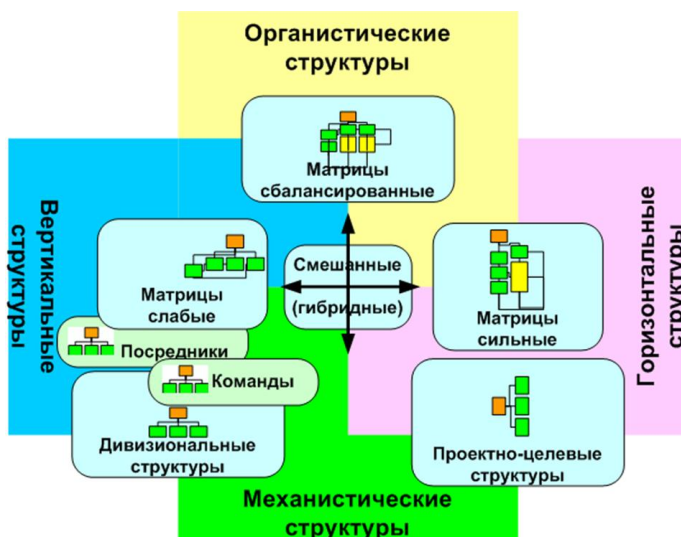 Органистические
структуры
Матрицы
сбалансированные
Вертикальные
структуры
Горизонтальные
структуры
Матрицы
слабые
Смешанные
(гибридные)
Матрицы
сильные
Посредники
Команды
Дивизиональные
структуры
Проектно-целевые
структуры
Механистические
структуры